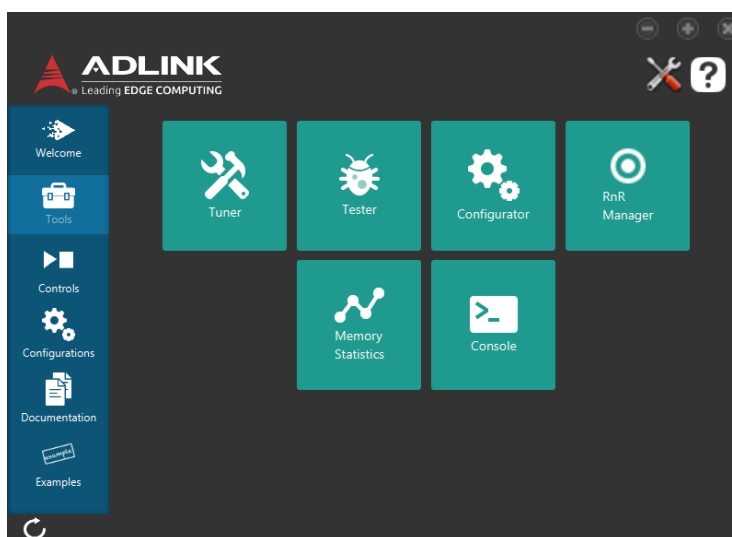 ADLINK
® Leading EDGE COMPUTING
?
Welcome
Tools
Controls
Configurations
Documentation
example
Examples
Tuner
Tester
Configurator
RnR
Manager
Memory
Statistics
>_
Console